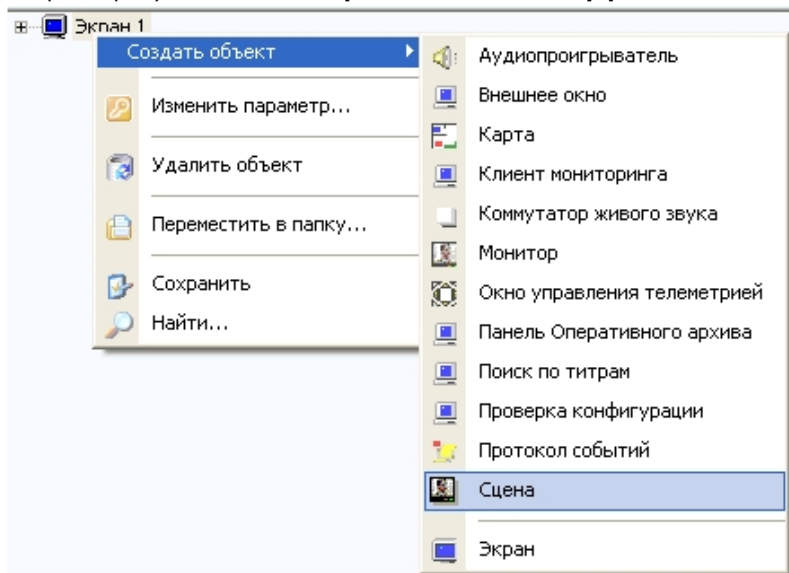 Экран 1
Создать объект
Изменить параметр...
Удалить объект
Переместить в папку...
Сохранить
Найти...
Аудиопроигрыватель
Внешнее окно
Карта
Клиент мониторинга
Коммутатор живого звука
Монитор
Окно управления телеметрией
Панель Оперативного архива
Поиск по титрам
Проверка конфигурации
Протокол событий
Сцена
Экран